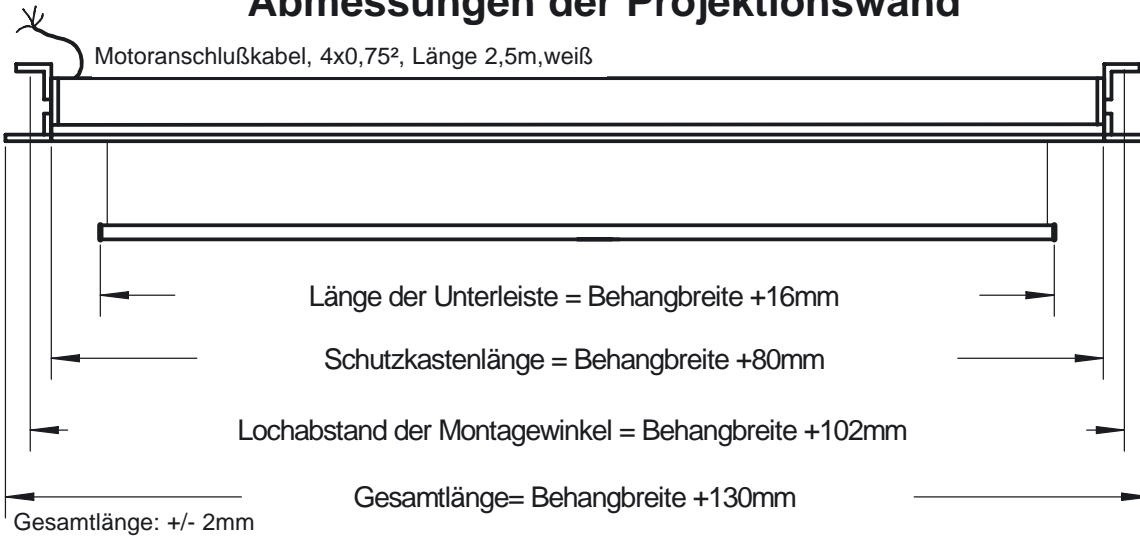 Abmessungen der Projektionswand
Motoranschlußkabel, 4x0,75², Länge 2,5m,weiß
Länge der Unterleiste = Behangbreite +16mm
Schutzkastenlänge = Behangbreite +80mm
Lochabstand der Montagewinkel = Behangbreite +102mm
Gesamtlänge= Behangbreite +130mm
Gesamtlänge: +/- 2mm